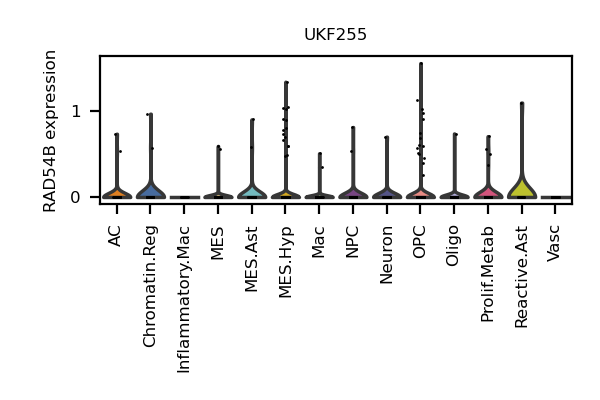 UKF255
RAD54B expression
1
0
AC
Chromatin.Reg
Inflammatory.Mac
MES
MES.Ast
MES.Hyp
Mac
NPC
Neuron
OPC
Oligo
Prolif.Metab
Reactive.Ast
Vasc